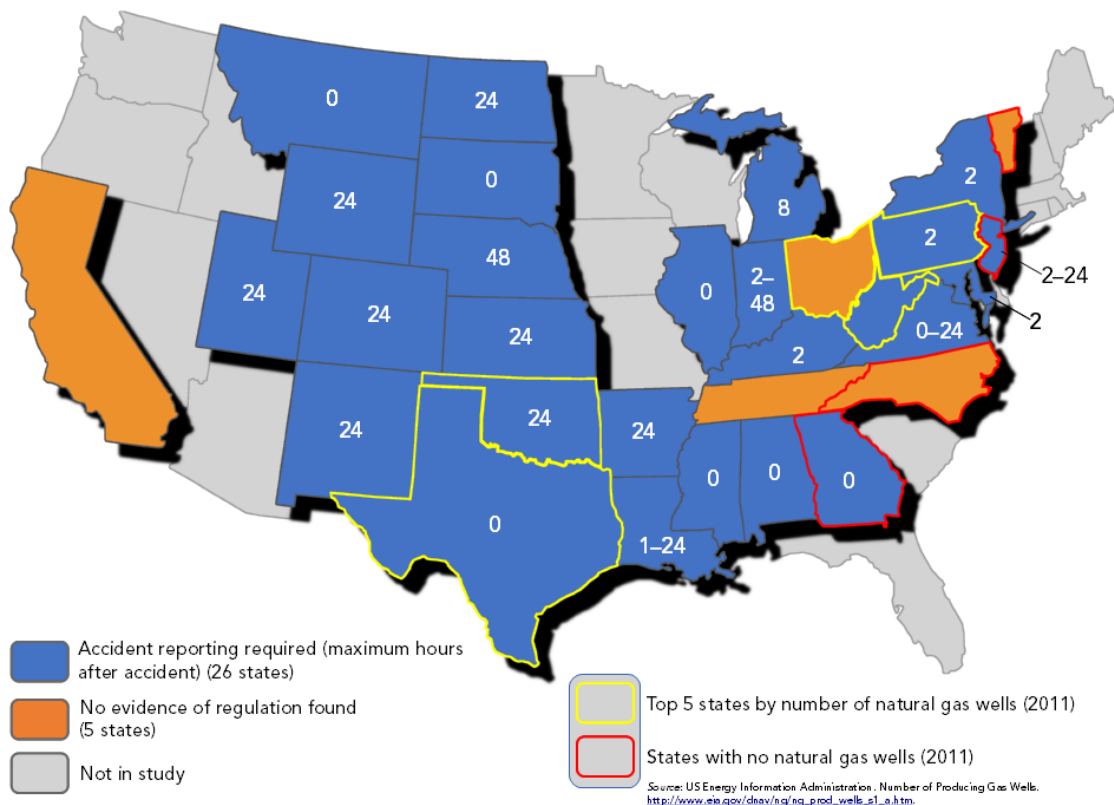 0
24
2
0
24
8
48
2
24
24
0
2–
48
2–24
24
2
0–24
2
24
24
24
0
0
0
0
1–24
Accident reporting required (maximum hours
after accident) (26 states)
No evidence of regulation found
(5 states)
Not in study
Top 5 states by number of natural gas wells (2011)
States with no natural gas wells (2011)
Source: US Energy Information Administration. Number of Producing Gas Wells.
http://www.eia.gov/dnav/ng/ng_prod_wells_s1_a.htm.